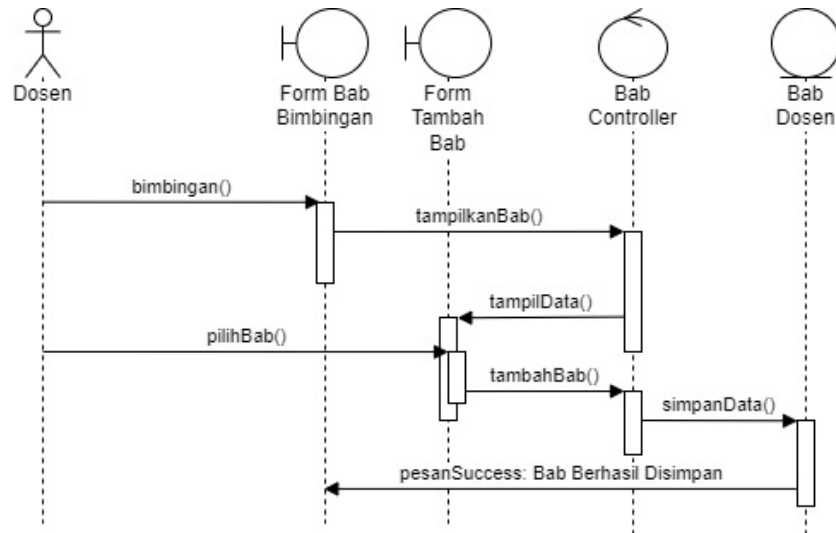 Dosen
Form Bab
Bimbingan
Form
Tambah
Bab
Bab
Controller
Bab
Dosen
bimbingan()
tampilkanBab()
tampilData()
pilihBab()
tambahBab()
simpanData()
pesanSuccess: Bab Berhasil Disimpan